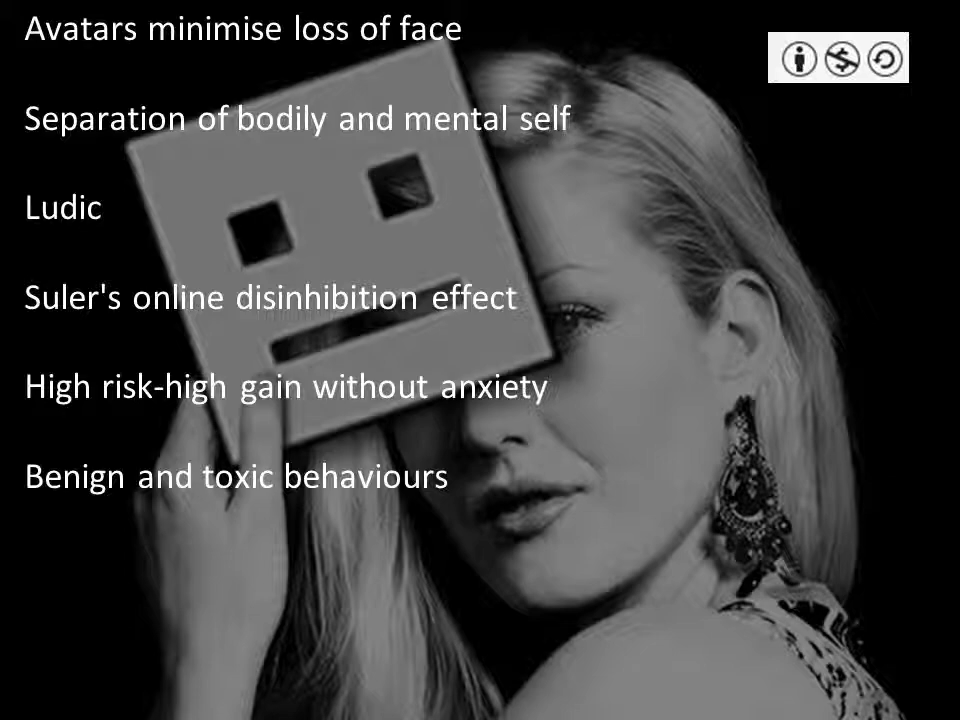 Avatars minimise loss of face
Separation of bodily and mental self
Ludic
Suler's online disinhibition effect
High risk-high gain without anxiety
Benign and toxic behaviours